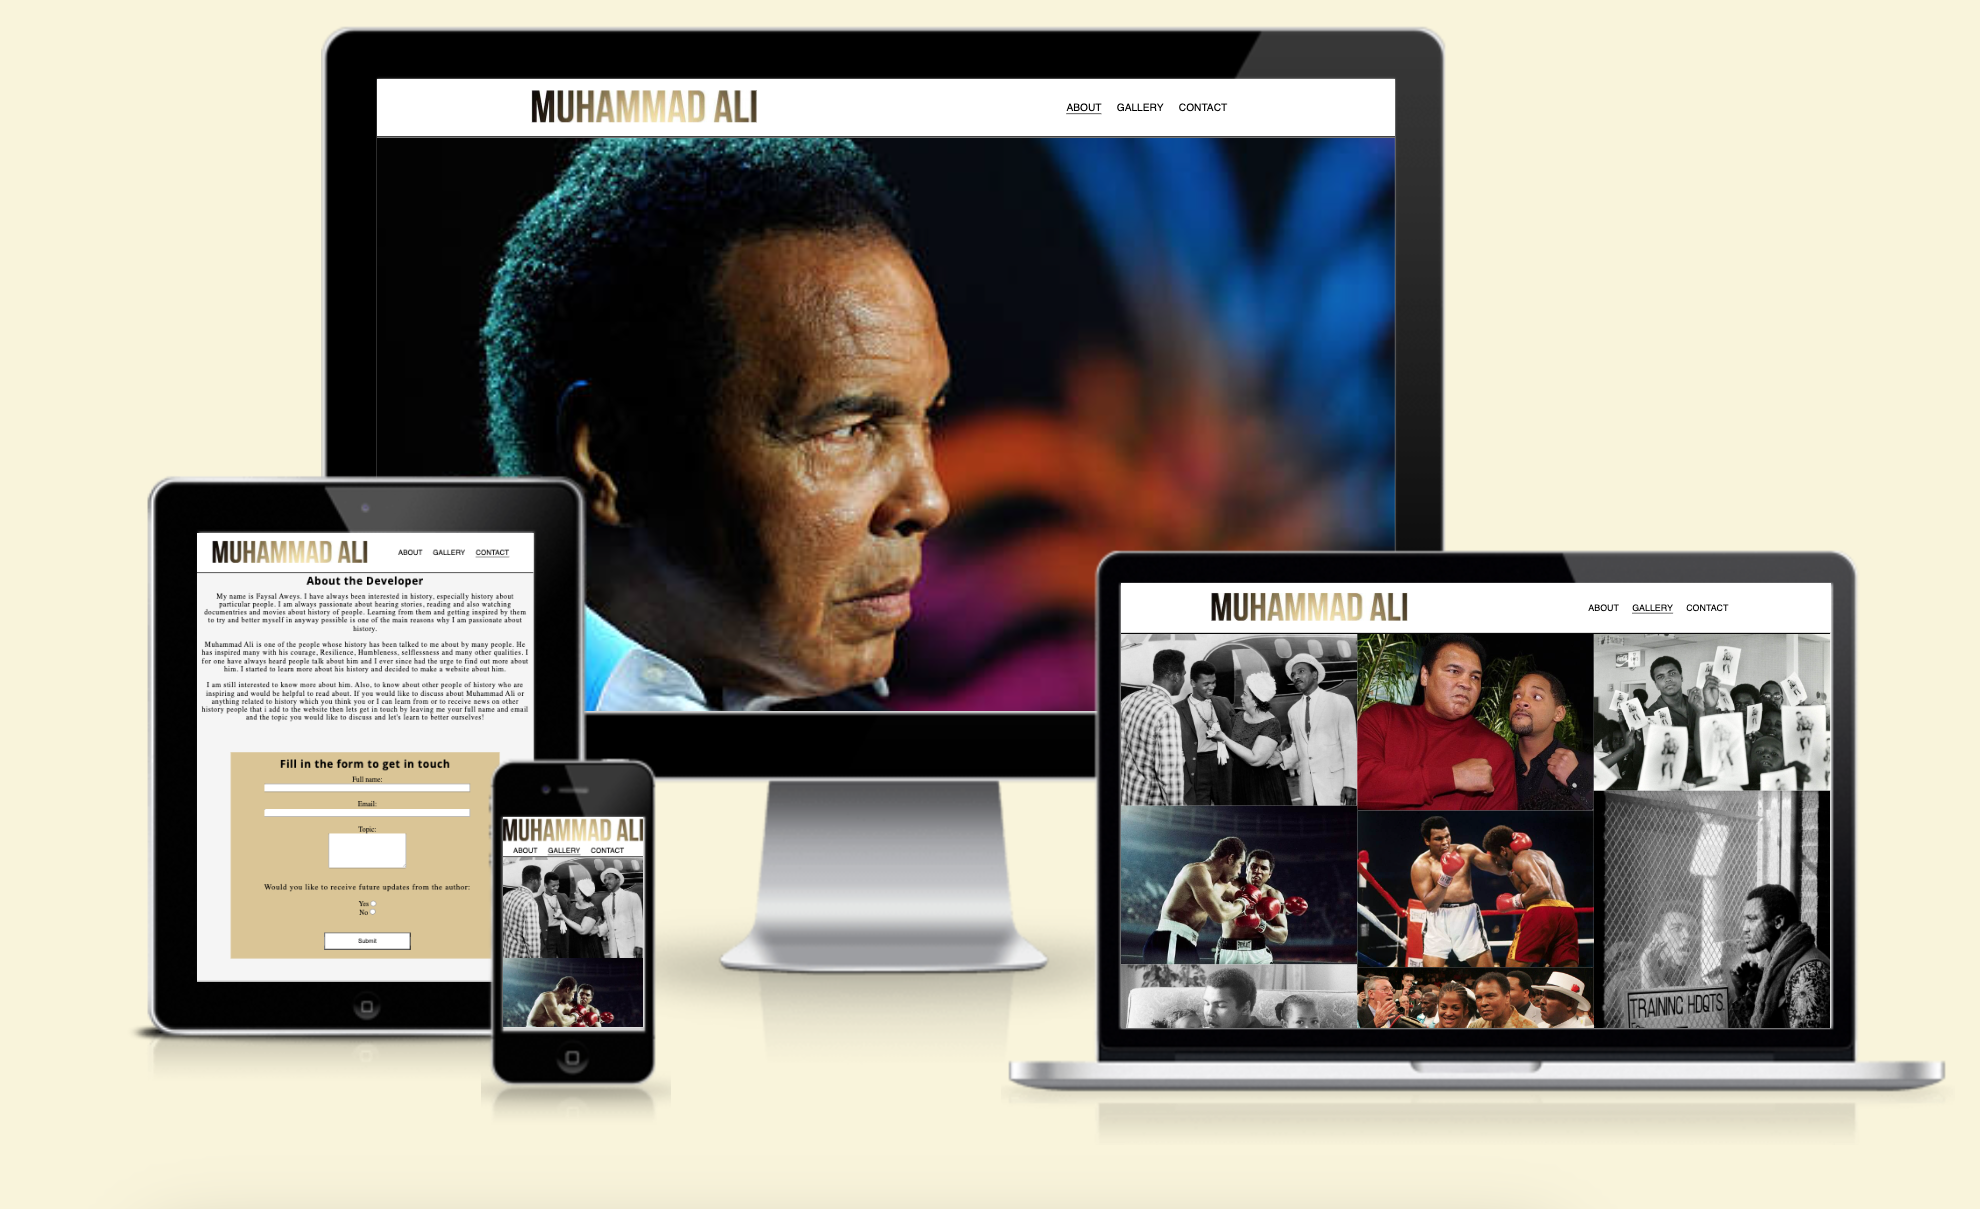 MUHAMMAD ALI
ABOUT GALLERY CONTACT
MUHAMMAD ALI
ABOUT GALLERY CONTACT
About the Developer
My name is Faysal Aweys. I have always been interested in history, especially history about
particular people. I am always passionate about hearing stories, reading and also watching
documentries and movies about history of people. Learning from them and getting inspired by them
to try and better myself in anyway possible is one of the main reasons why I am passionate about
history.
Muhammad Ali is one of the people whose history has been talked to me about by many people. He
has inspired many with his courage, Resilience, Humbleness, selflessness and many other qualities. I
for one have always heard people talk about him and I ever since had the urge to find out more about
him. I started to learn more about his history and decided to make a website about him.
I am still interested to know more about him. Also, to know about other people of history who are
inspiring and would be helpful to read about. If you would like to discuss about Muhammad Ali or
anything related to history which you think you or I can learn from or to receive news on other
history people that i add to the website then lets get in touch by leaving me your full name and email
and the topic you would like to discuss and let's learn to better ourselves!
Fill in the form to get in touch
Full name:
Email:
Topic:
Would you like to receive future updates from the author:
Yes
No
Submit
MUHAMMAD ALI
ABOUT GALLERY CONTACT
MUHAMMAD ALI
ABOUT GALLERY CONTACT
TRAINING HDQTS.